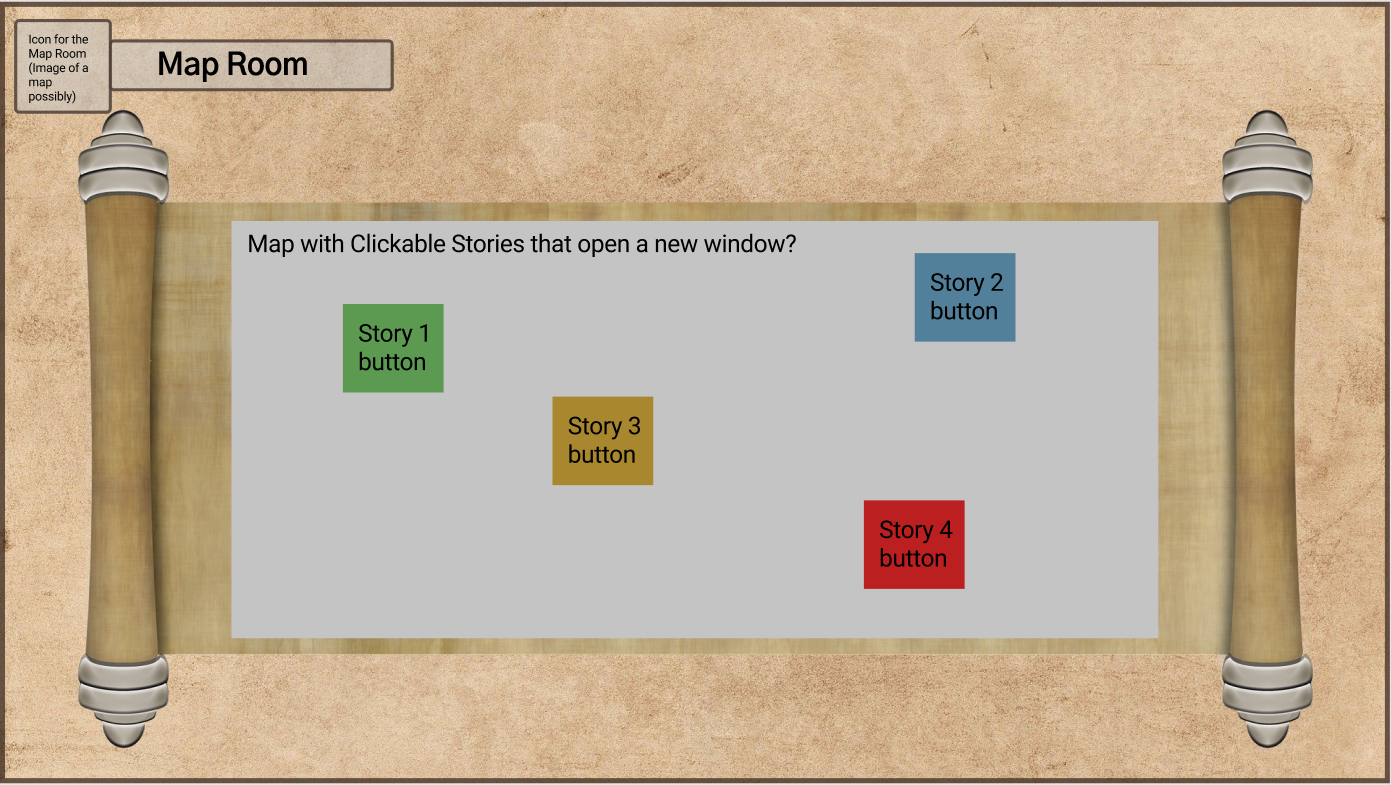 Icon for the
Map Room
(Image of a
map
possibly)
Map Room
Map with Clickable Stories that open a new window?
Story 1
button
Story 2
button
Story 3
button
Story 4
button